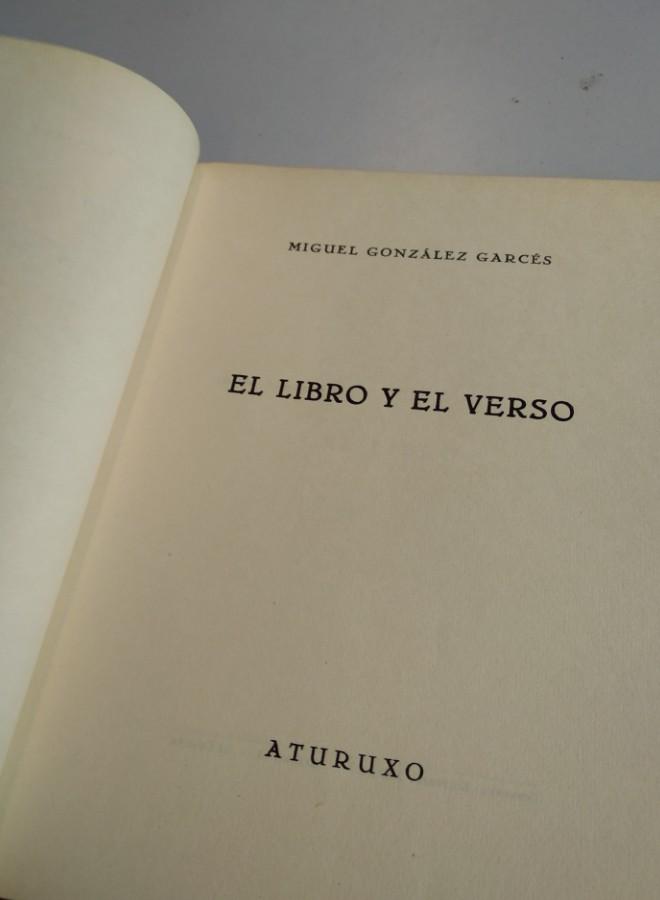 MIGUEL GONZÁLEZ GARCÉS
EL LIBRO Y EL VERSO
ATURUXO